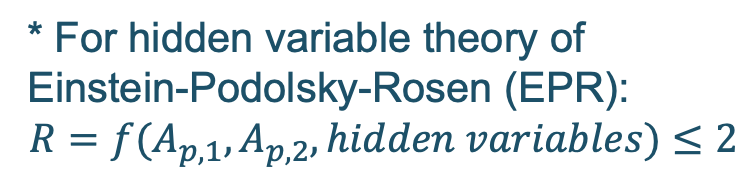 * For hidden variable theory of
Einstein-Podolsky-Rosen (EPR):
R = f(A_{p,1}, A_{p,2}, hidden variables) ≤ 2